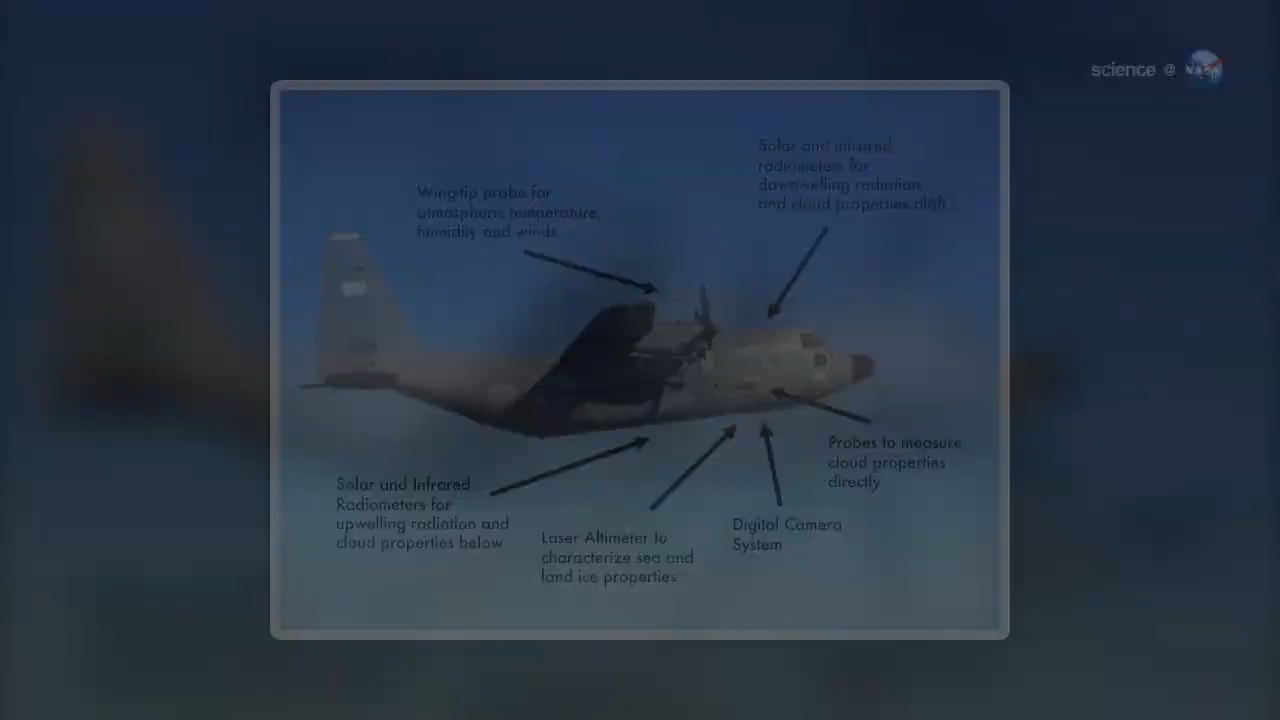 science @ NASA
Solar and infrared
radiometers for
downwelling radiation
and cloud properties aloft
Wing-tip probe for
atmospheric temperature,
humidity and winds
Probes to measure
cloud properties
directly
Solar and Infrared
Radiometers for
upwelling radiation and
cloud properties below
Laser Altimeter to
characterize sea and
land ice properties
Digital Camera
System